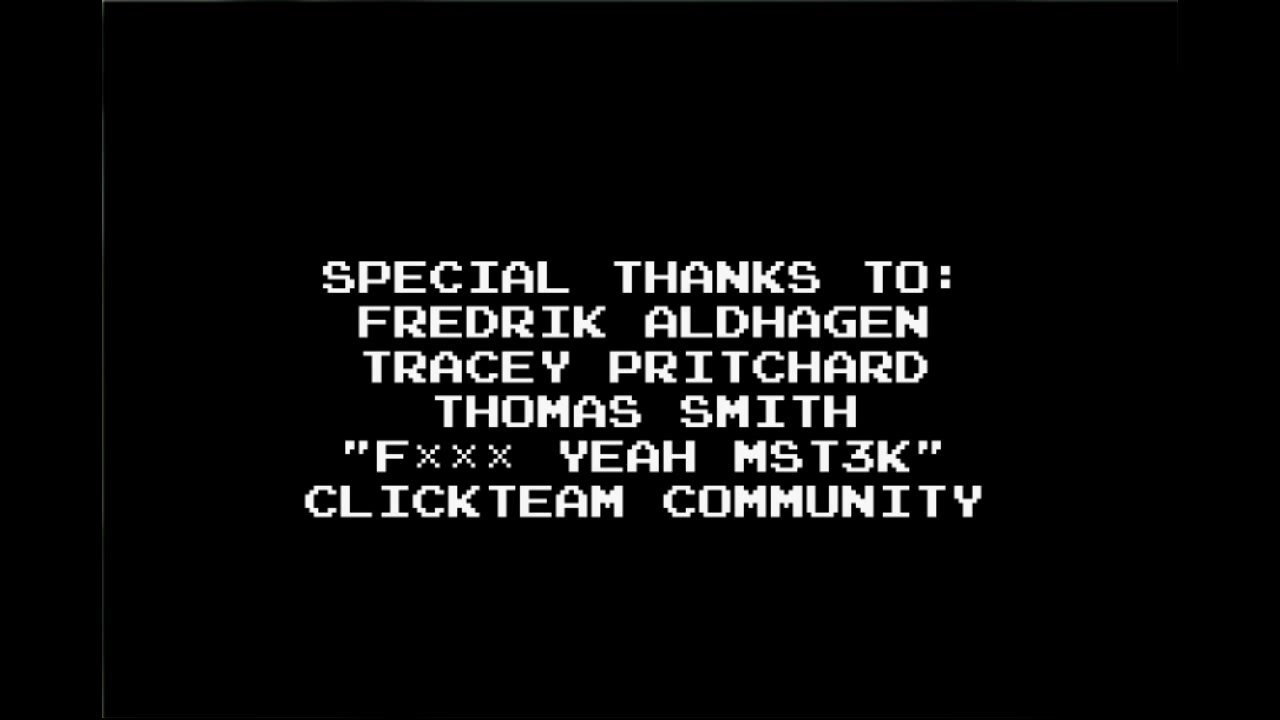 SPECIAL THANKS TO:
FREDRIK ALDHAGEN
TRACEY PRITCHARD
THOMAS SMITH
"F××× YEAH MST3K"
CLICKTEAM COMMUNITY